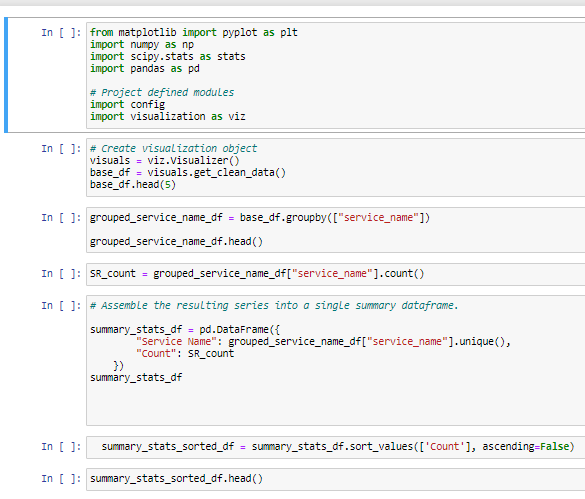 In [ ]: from matplotlib import pyplot as plt
import numpy as np
import scipy.stats as stats
import pandas as pd
# Project defined modules
import config
import visualization as viz
In [ ]: # Create visualization object
visuals = viz.Visualizer()
base_df = visuals.get_clean_data()
base_df.head(5)
In [ ]: grouped_service_name_df = base_df.groupby(["service_name"])
grouped_service_name_df.head()
In [ ]: SR_count = grouped_service_name_df["service_name"].count()
In [ ]: # Assemble the resulting series into a single summary dataframe.
summary_stats_df = pd.DataFrame({
"Service Name": grouped_service_name_df["service_name"].unique(),
"Count": SR_count
})
summary_stats_df
In [ ]: summary_stats_sorted_df = summary_stats_df.sort_values(['Count'], ascending=False)
In [ ]: summary_stats_sorted_df.head()